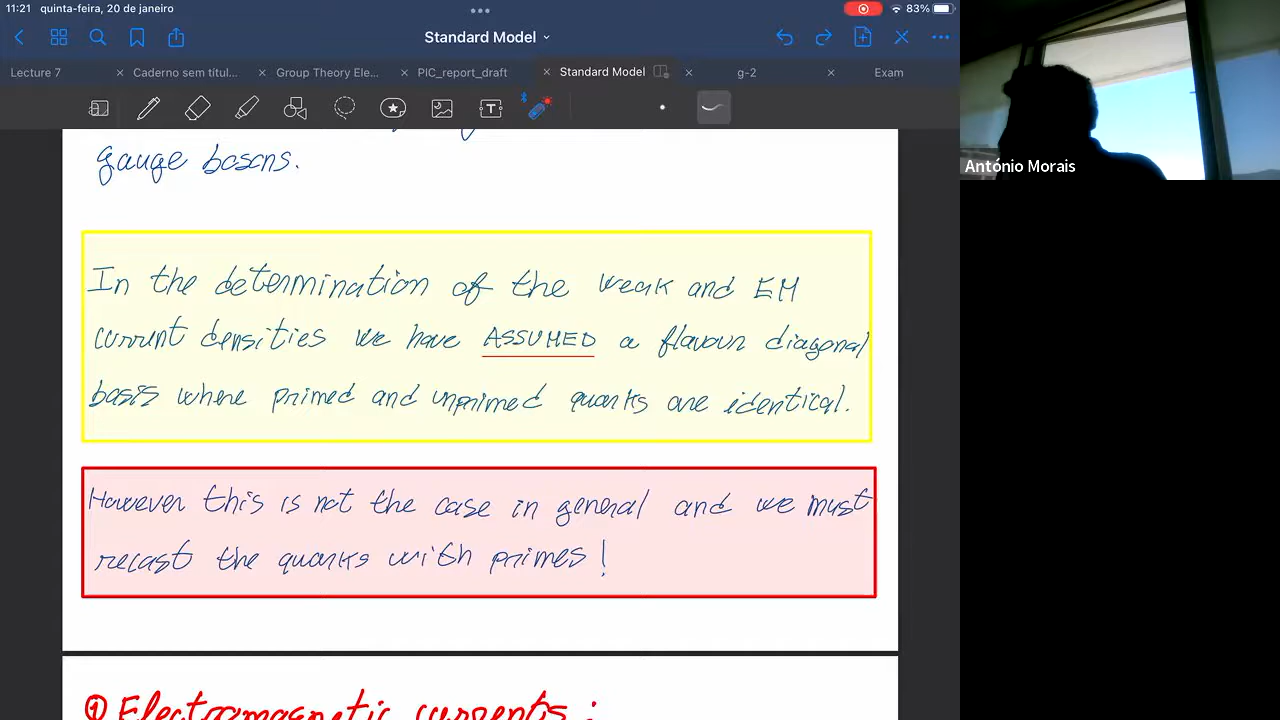 11:21 quinta-feira, 20 de janeiro
83%
Standard Model
Lecture 7
Caderno sem títul...
Group Theory Ele...
PIC_report_draft
Standard Model
g-2
Exam
António Morais
gauge bosons.
In the determination of the weak and EM
current densities we have ASSUMED a flavour diagonal
basis where primed and unprimed quarks are identical.
However this is not the case in general and we must
recast the quarks with primes!
① Electromagnetic currents: